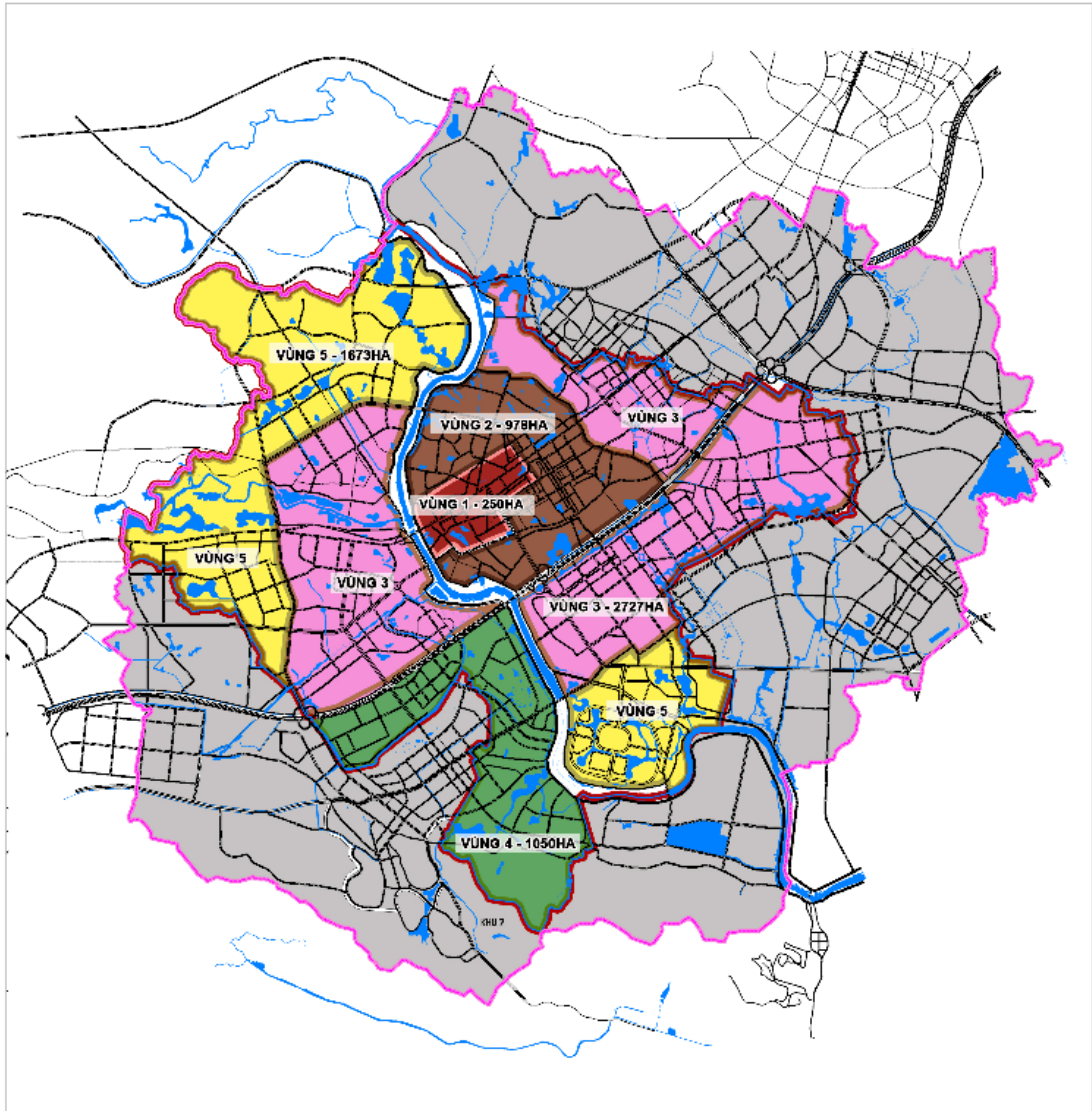 VÙNG 5 - 1673HA
VÙNG 3
VÙNG 2 - 978HA
VÙNG 1 - 250HA
VÙNG 5
VÙNG 3
VÙNG 3 - 2727HA
VÙNG 5
VÙNG 4 - 1050HA
KHU 7